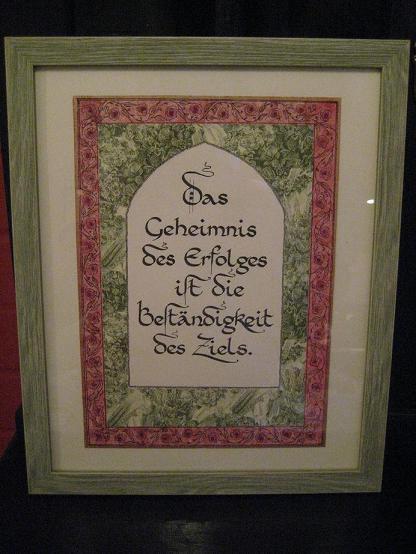 Das
Geheimnis
des Erfolges
iſt die
Beſtändigkeit
des Ziels.